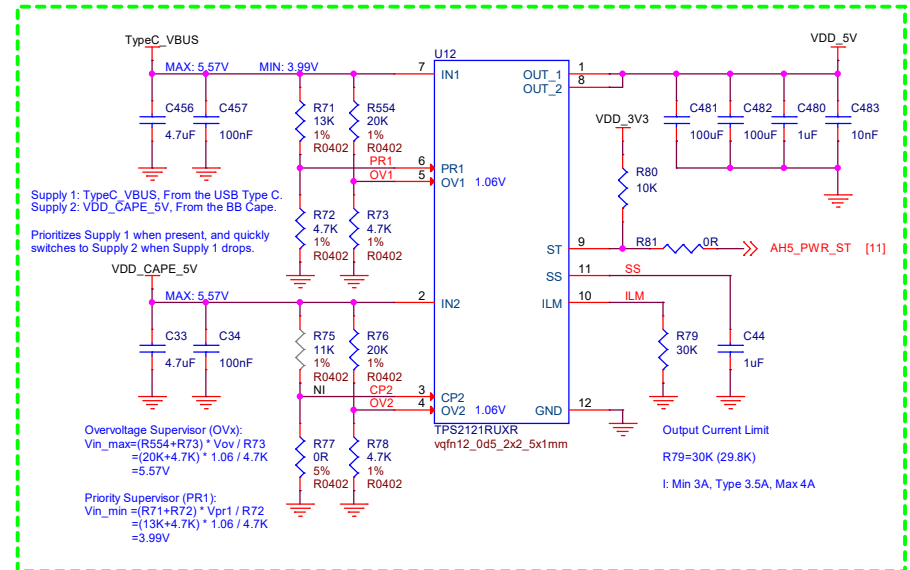 TypeC_VBUS
MAX: 5.57V
MIN: 3.99V
C456
4.7uF
C457
100nF
R71
13K
1%
R0402
R554
20K
1%
R0402
PR1
OV1
R72
4.7K
1%
R0402
R73
4.7K
1%
R0402
Supply 1: TypeC_VBUS, From the USB Type C.
Supply 2: VDD_CAPE_5V, From the BB Cape.
Prioritizes Supply 1 when present, and quickly
switches to Supply 2 when Supply 1 drops.
VDD_CAPE_5V
MAX: 5.57V
C33
4.7uF
C34
100nF
R75
11K
1%
R0402
NI
R76
20K
1%
R0402
CP2
OV2
R77
0R
5%
R0402
R78
4.7K
1%
R0402
Overvoltage Supervisor (OVx):
Vin_max=(R554+R73) * Vov / R73
=(20K+4.7K) * 1.06 / 4.7K
=5.57V
Priority Supervisor (PR1):
Vin_min =(R71+R72) * Vpr1 / R72
=(13K+4.7K) * 1.06 / 4.7K
=3.99V
U12
7 IN1
6 PR1
5 OV1 1.06V
2 IN2
3 CP2
4 OV2 1.06V
OUT_1 1
OUT_2 8
ST 9
SS 11
ILM 10
GND 12
TPS2121RUXR
vqfn12_0d5_2x2_5x1mm
VDD_5V
C481
100uF
C482
100uF
C480
1uF
C483
10nF
VDD_3V3
R80
10K
R81
0R
AH5_PWR_ST [11]
SS
ILM
R79
30K
C44
1uF
Output Current Limit
R79=30K (29.8K)
I: Min 3A, Type 3.5A, Max 4A